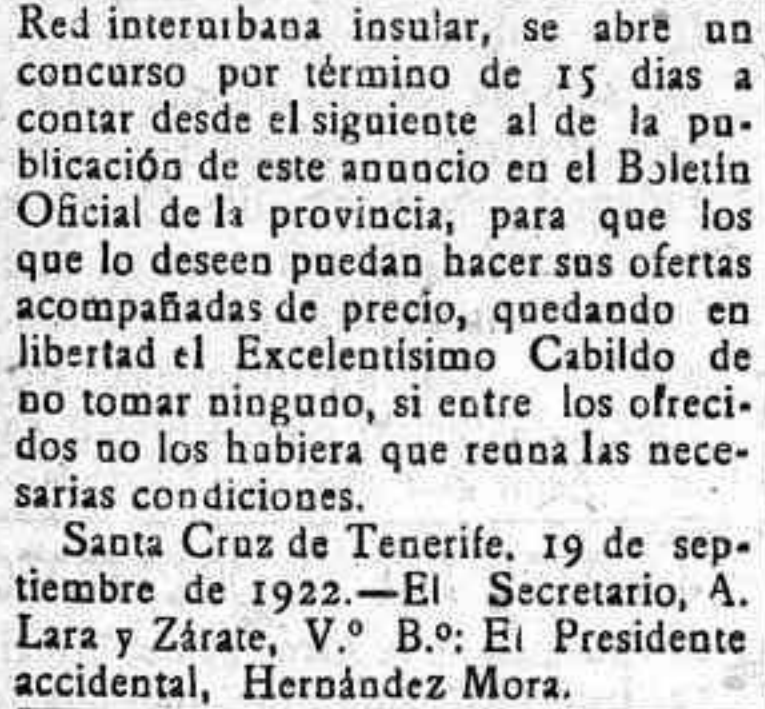 Red interurbana insular, se abre un
concurso por término de 15 dias a
contar desde el siguiente al de la pu-
blicación de este anuncio en el Boletín
Oficial de la provincia, para que los
que lo deseen puedan hacer sus ofertas
acompañadas de precio, quedando en
libertad el Excelentísimo Cabildo de
no tomar ninguno, si entre los ofreci-
dos no los hubiera que reuna las nece-
sarias condiciones.
Santa Cruz de Tenerife. 19 de sep-
tiembre de 1922.—El Secretario, A.
Lara y Zárate, V.º B.º: El Presidente
accidental, Hernández Mora.